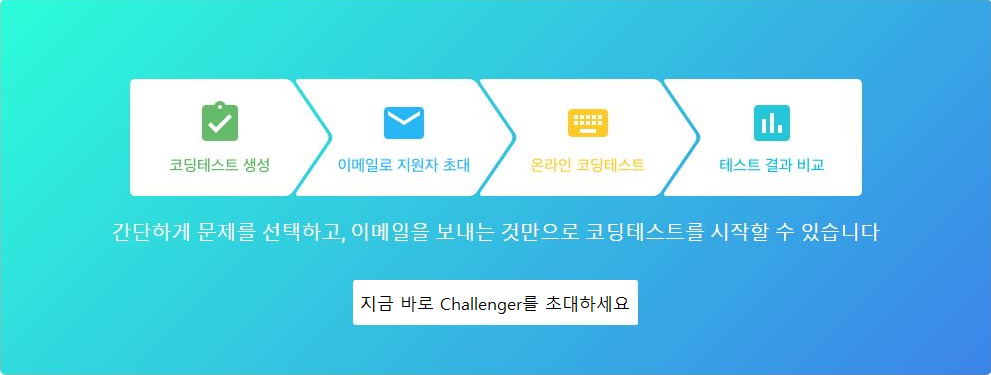 코딩테스트 생성
이메일로 지원자 초대
온라인 코딩테스트
테스트 결과 비교
간단하게 문제를 선택하고, 이메일을 보내는 것만으로 코딩테스트를 시작할 수 있습니다
지금 바로 Challenger를 초대하세요